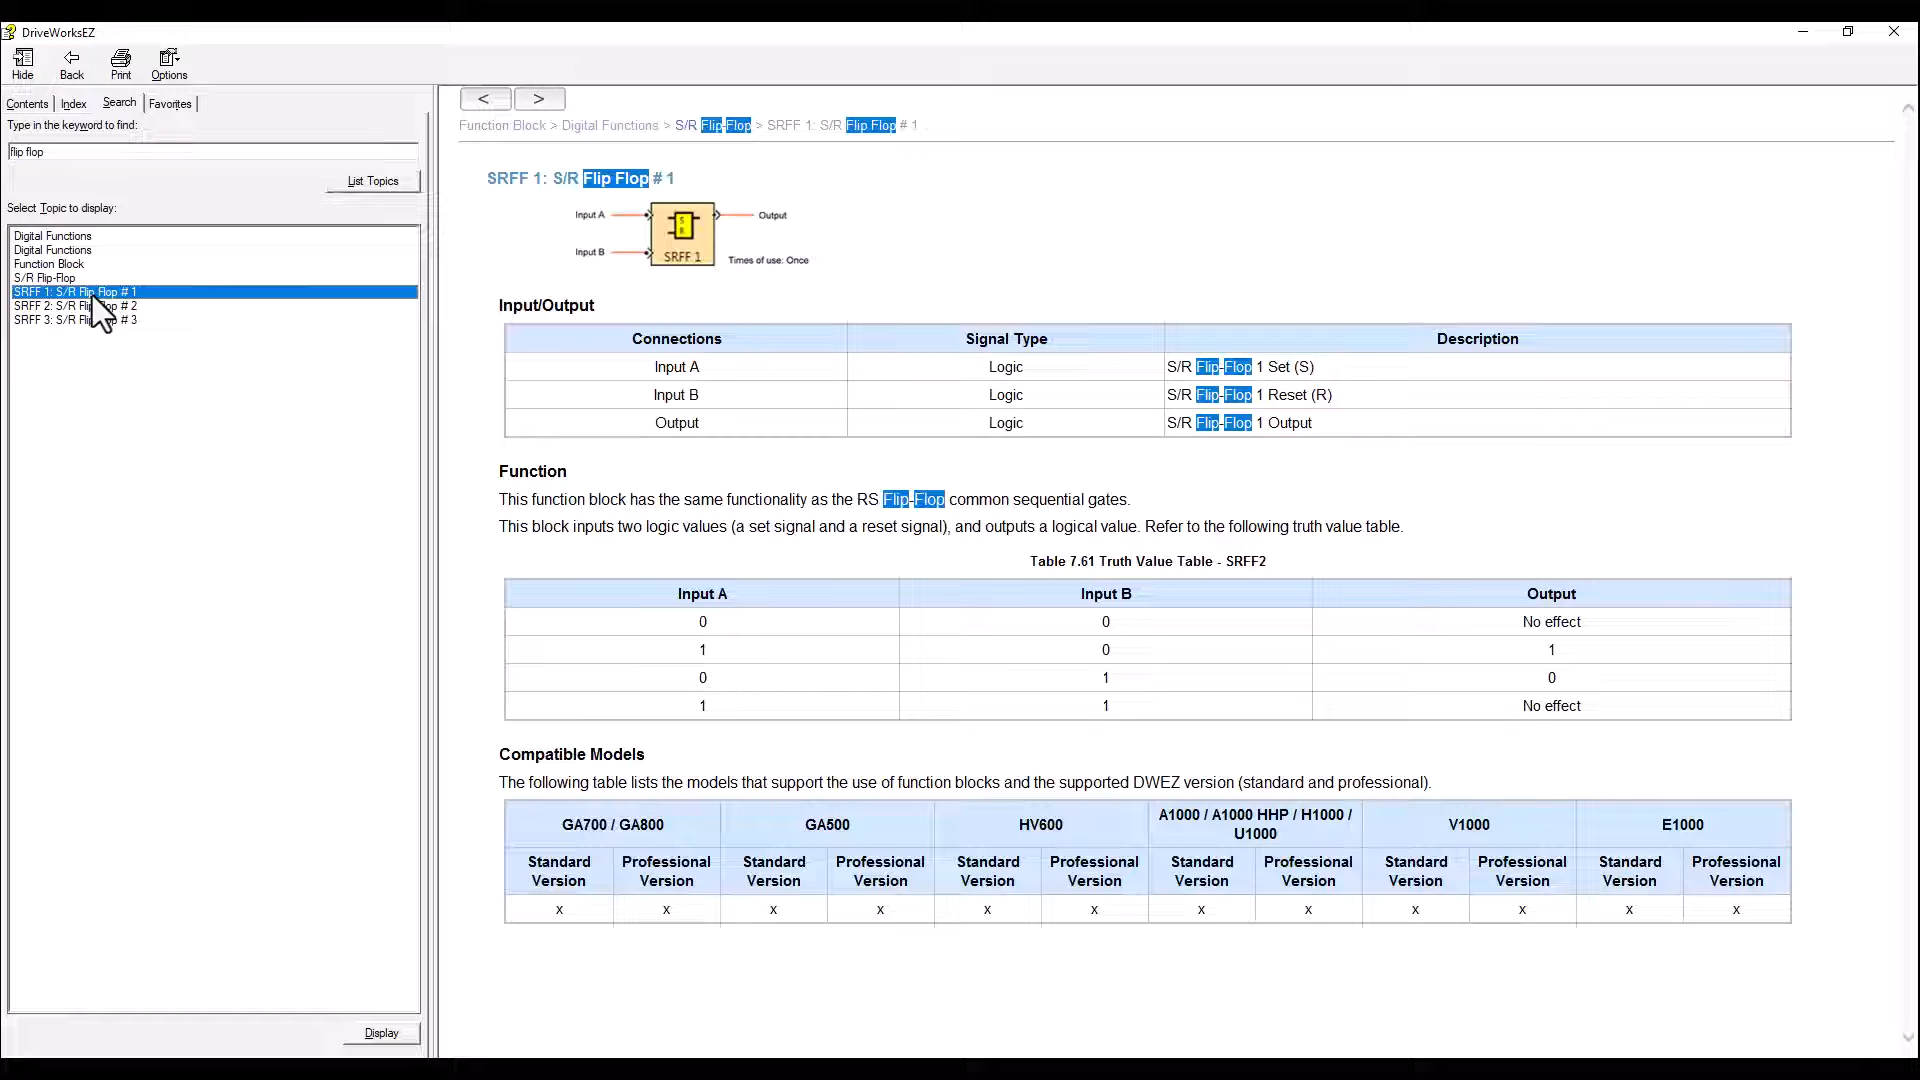 DriveWorksEZ
Hide Back Print Options
Contents Index Search Favorites
Type in the keyword to find:
flip flop
List Topics
Select Topic to display:
Digital Functions
Digital Functions
Function Block
S/R Flip-Flop
SRFF 1: S/R Flip Flop # 1
SRFF 2: S/R Flip # 2
SRFF 3: S/R Flip # 3
Display
< >
Function Block > Digital Functions > S/R Flip-Flop > SRFF 1: S/R Flip Flop # 1
SRFF 1: S/R Flip Flop # 1
Input A
Output
S
R
Input B
SRFF 1
Times of use: Once
Input/Output
Connections Signal Type Description
Input A Logic S/R Flip-Flop 1 Set (S)
Input B Logic S/R Flip-Flop 1 Reset (R)
Output Logic S/R Flip-Flop 1 Output
Function
This function block has the same functionality as the RS Flip-Flop common sequential gates.
This block inputs two logic values (a set signal and a reset signal), and outputs a logical value. Refer to the following truth value table.
Table 7.61 Truth Value Table - SRFF2
Input A Input B Output
0 0 No effect
1 0 1
0 1 0
1 1 No effect
Compatible Models
The following table lists the models that support the use of function blocks and the supported DWEZ version (standard and professional).
GA700 / GA800 GA500 HV600 A1000 / A1000 HHP / H1000 / U1000 V1000 E1000
Standard Version Professional Version Standard Version Professional Version Standard Version Professional Version Standard Version Professional Version Standard Version Professional Version Standard Version Professional Version
x x x x x x x x x x x x